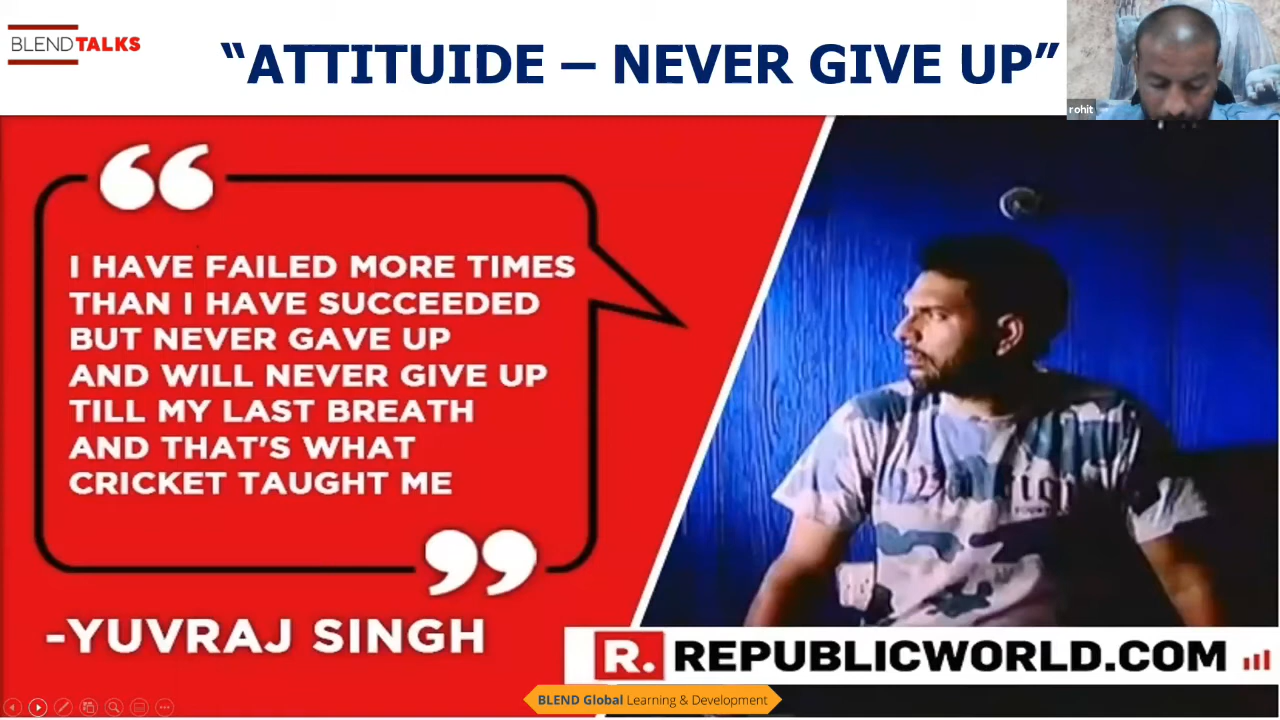 BLENDTALKS
“ATTITUIDE – NEVER GIVE UP”
rohit
“
I HAVE FAILED MORE TIMES
THAN I HAVE SUCCEEDED
BUT NEVER GAVE UP
AND WILL NEVER GIVE UP
TILL MY LAST BREATH
AND THAT'S WHAT
CRICKET TAUGHT ME
”
-YUVRAJ SINGH
R. REPUBLICWORLD.COM
BLEND Global Learning & Development